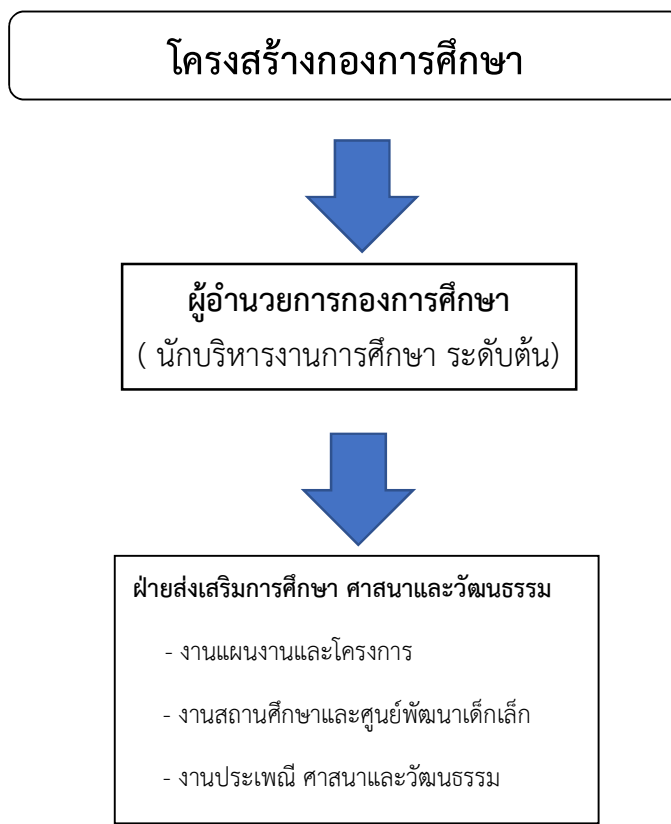 โครงสร้างกองการศึกษา
ผู้อำนวยการกองการศึกษา
( นักบริหารงานการศึกษา ระดับต้น)
ฝ่ายส่งเสริมการศึกษา ศาสนาและวัฒนธรรม
- งานแผนงานและโครงการ
- งานสถานศึกษาและศูนย์พัฒนาเด็กเล็ก
- งานประเพณี ศาสนาและวัฒนธรรม